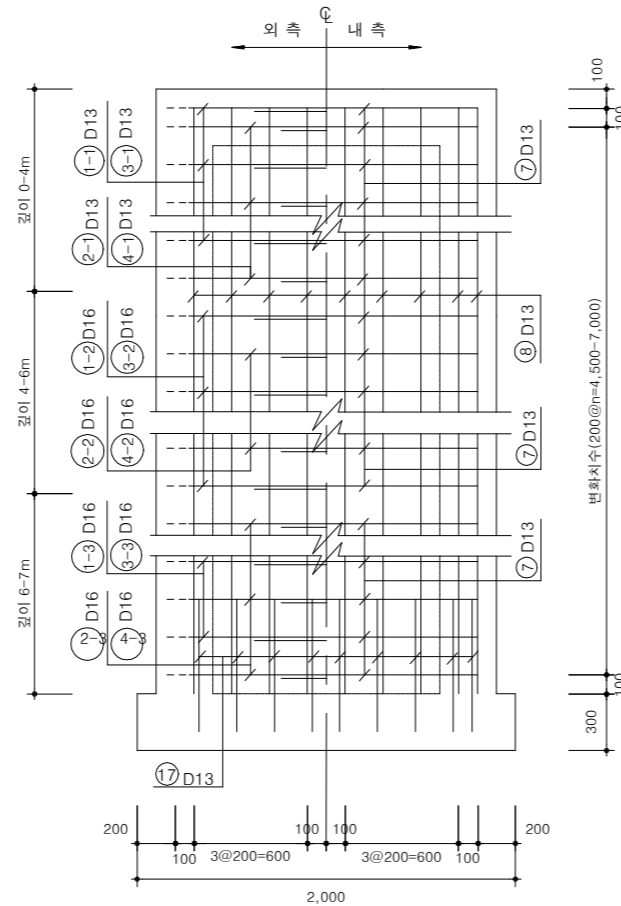 외 측 ℄ 내 측
깊이 0-4m
1-1 D13
3-1 D13
2-1 D13
4-1 D13
깊이 4-6m
1-2 D16
3-2 D16
2-2 D16
4-2 D16
깊이 6-7m
1-3 D16
3-3 D16
2-3 D16
4-3 D16
17 D13
7 D13
8 D13
7 D13
7 D13
100
100
변화치수(200@n=4,500-7,000)
100
300
200 100 100 200
100 3@200=600 3@200=600 100
2,000